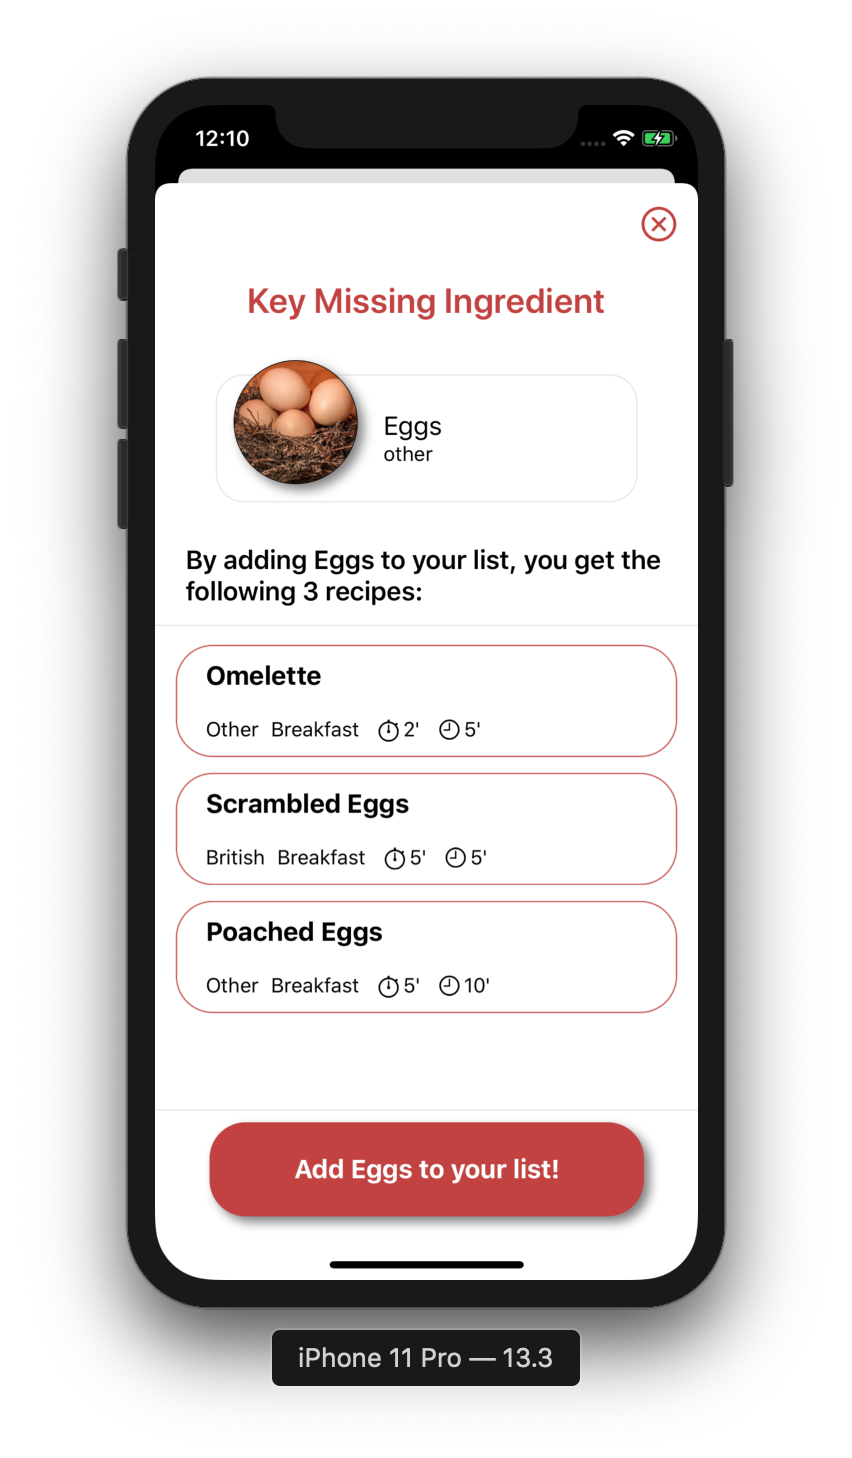 12:10
Key Missing Ingredient
Eggs
other
By adding Eggs to your list, you get the
following 3 recipes:
Omelette
Other Breakfast 2' 5'
Scrambled Eggs
British Breakfast 5' 5'
Poached Eggs
Other Breakfast 5' 10'
Add Eggs to your list!
iPhone 11 Pro — 13.3